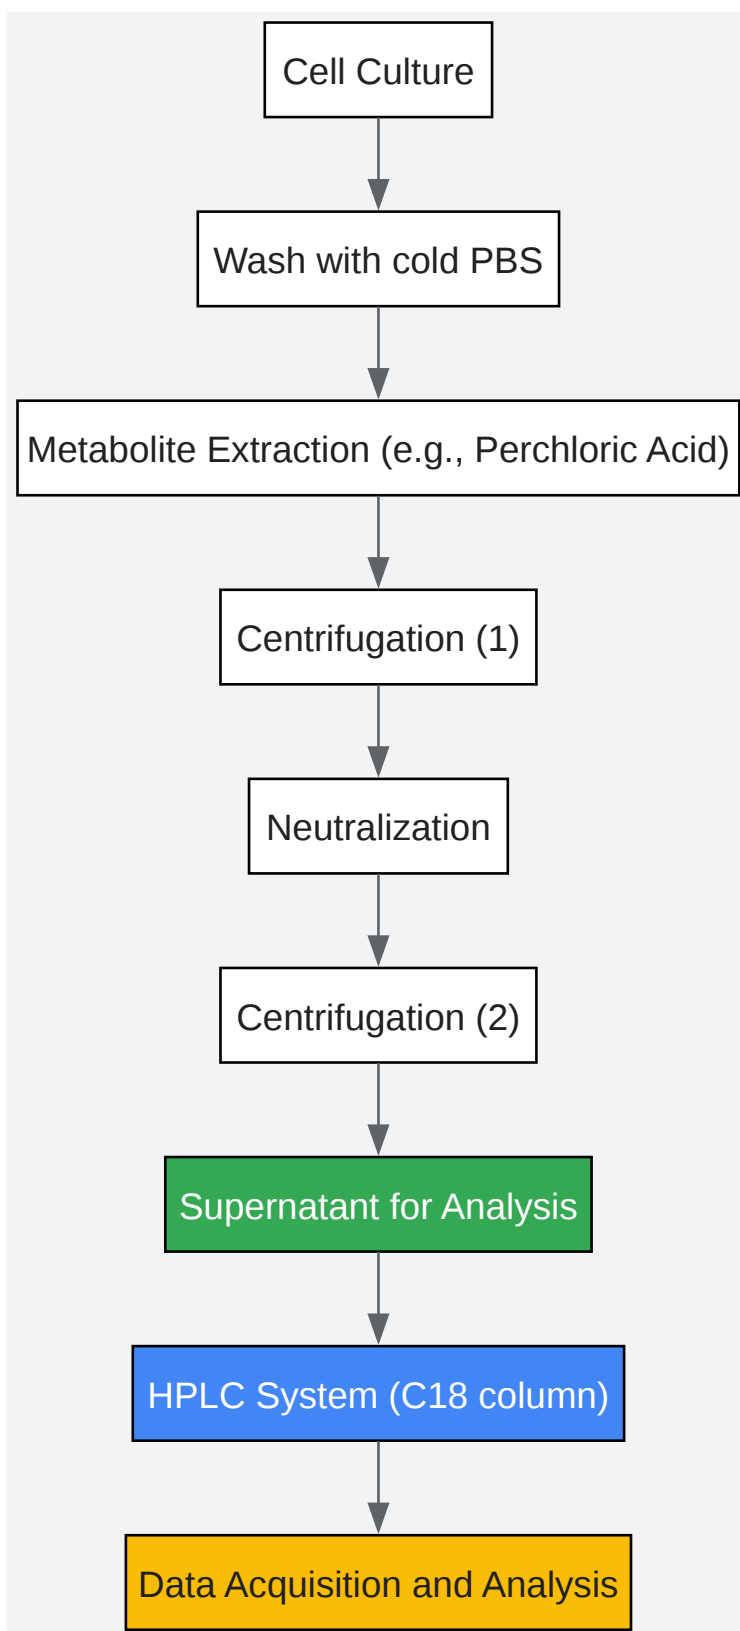 Cell Culture
Wash with cold PBS
Metabolite Extraction (e.g., Perchloric Acid)
Centrifugation (1)
Neutralization
Centrifugation (2)
Supernatant for Analysis
HPLC System (C18 column)
Data Acquisition and Analysis